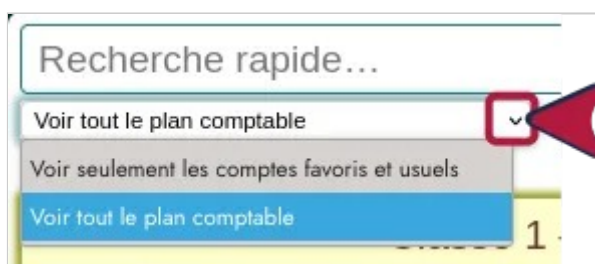 Recherche rapide...
Voir tout le plan comptable
Voir seulement les comptes favoris et usuels
Voir tout le plan comptable
1